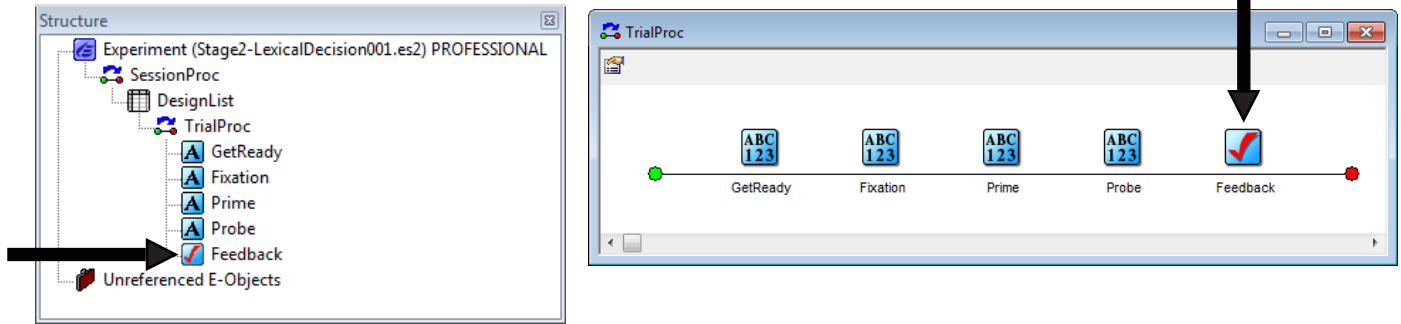 Structure
Experiment (Stage2-LexicalDecision001.es2) PROFESSIONAL
SessionProc
DesignList
TrialProc
A GetReady
A Fixation
A Prime
A Probe
Feedback
Unreferenced E-Objects
TrialProc
ABC 123
ABC 123
ABC 123
ABC 123
GetReady Fixation Prime Probe Feedback